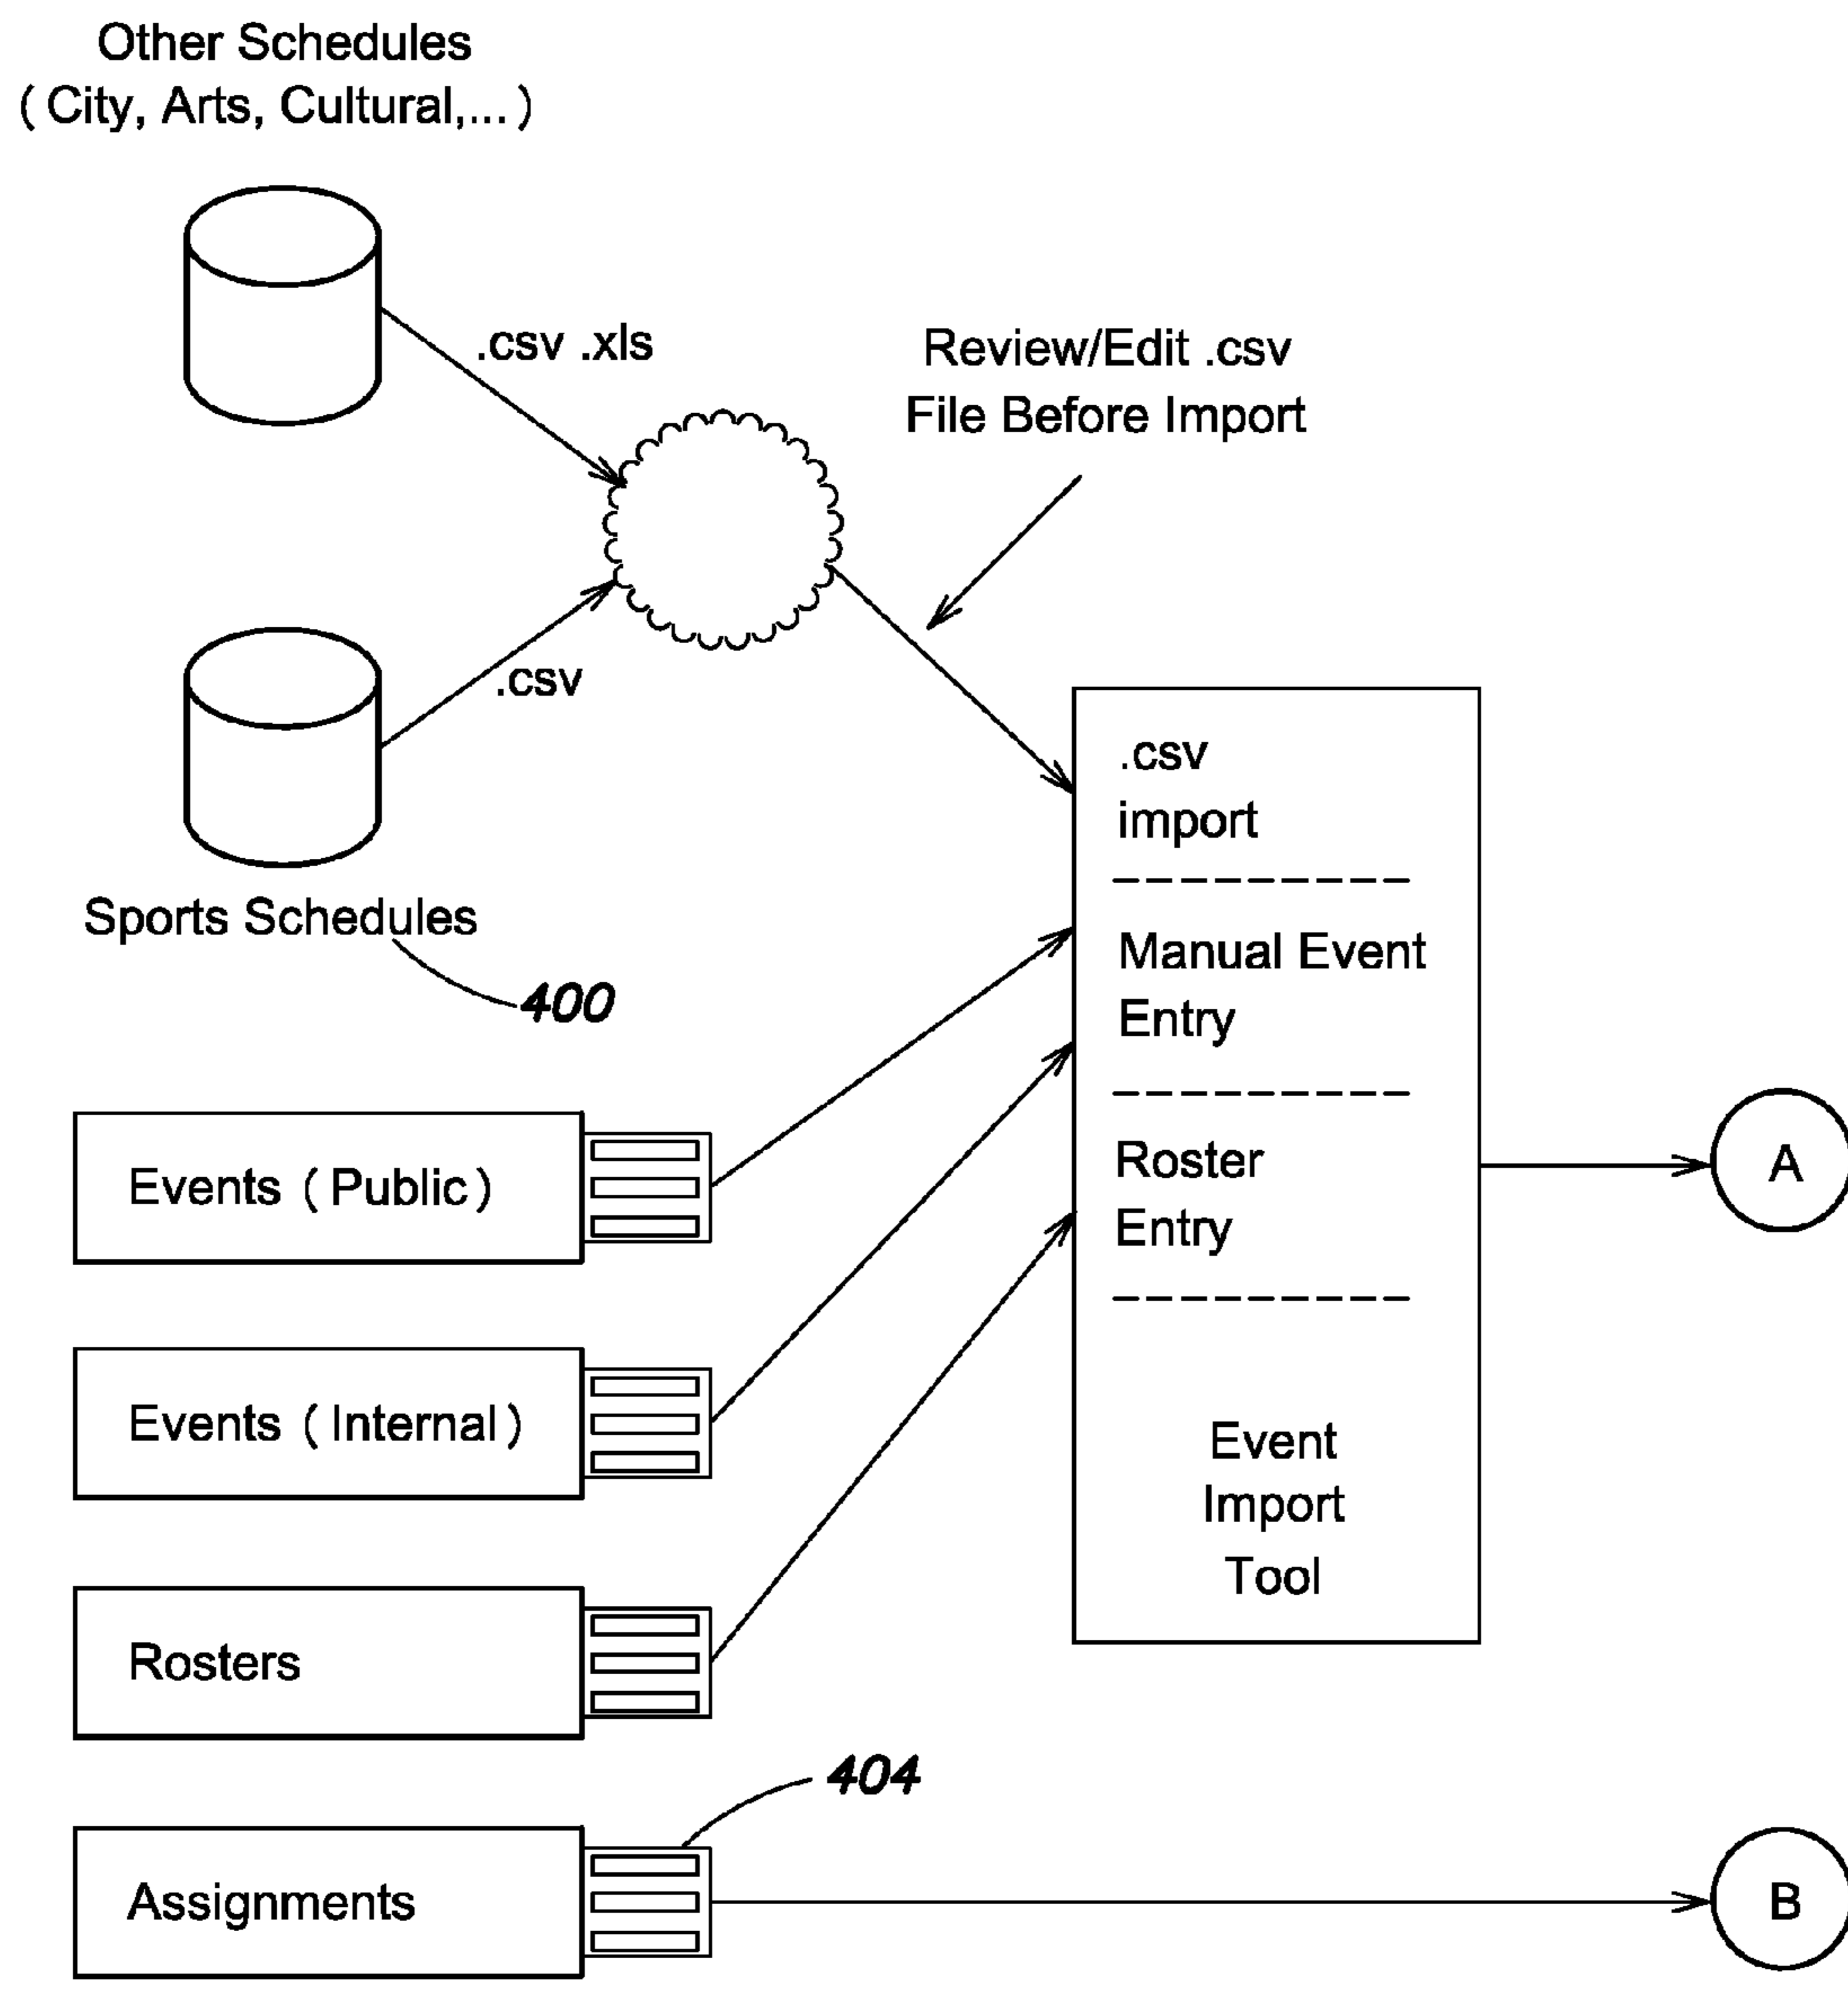 Other Schedules
( City, Arts, Cultural,... )
.csv .xls
Review/Edit .csv
File Before Import
.csv
Sports Schedules
400
.csv
import
Manual Event
Entry
Roster
Entry
Event
Import
Tool
Events ( Public )
Events ( Internal )
Rosters
Assignments
404
A
B